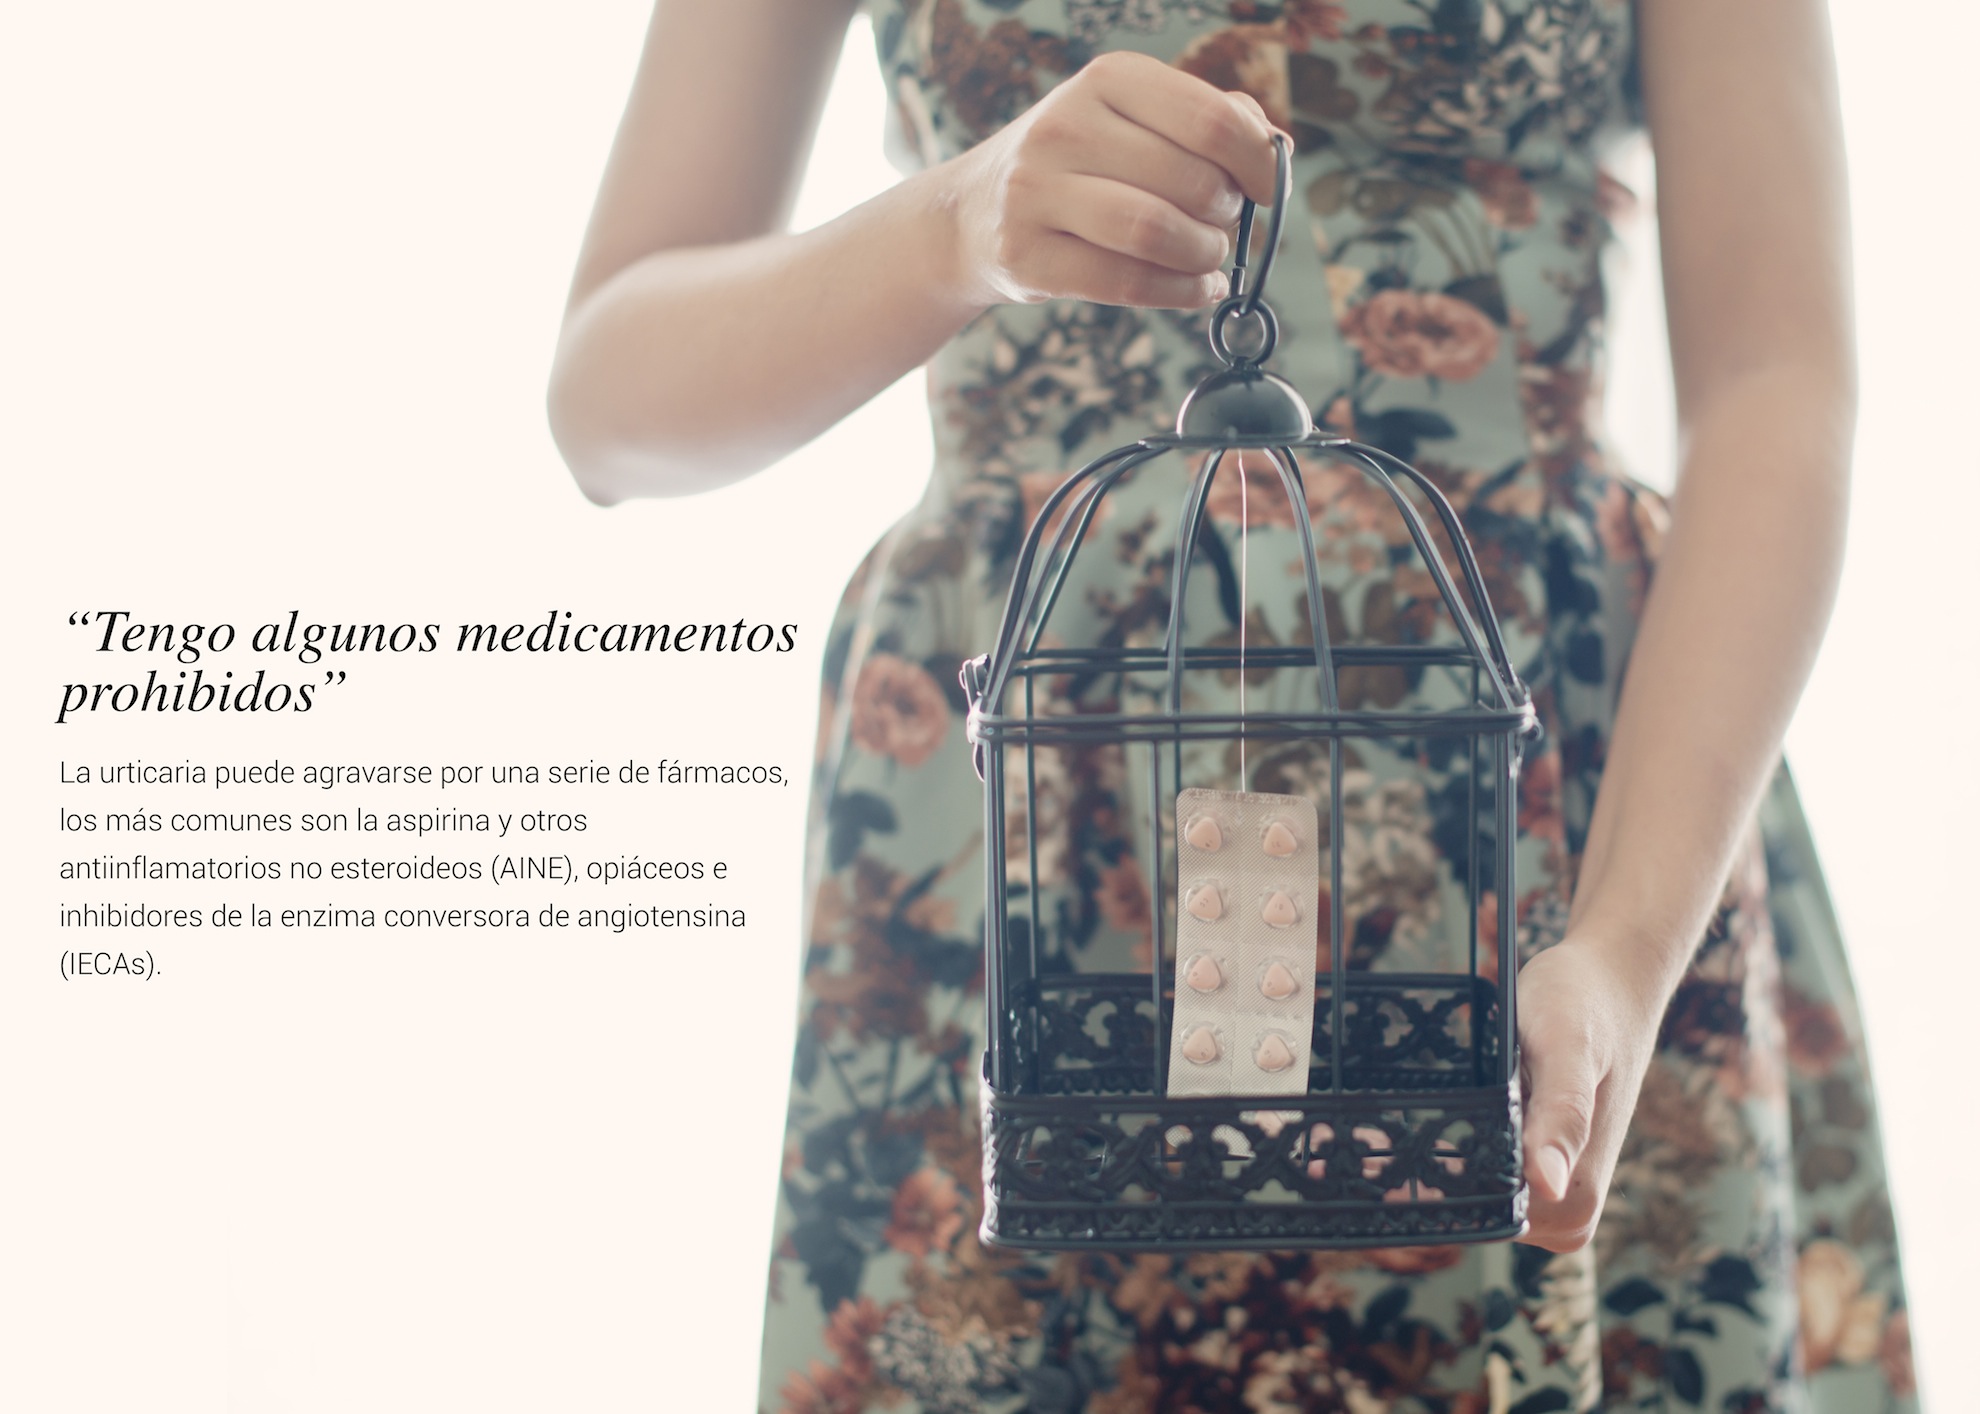 “Tengo algunos medicamentos
prohibidos”
La urticaria puede agravarse por una serie de fármacos,
los más comunes son la aspirina y otros
antiinflamatorios no esteroideos (AINE), opiáceos e
inhibidores de la enzima conversora de angiotensina
(IECAs).